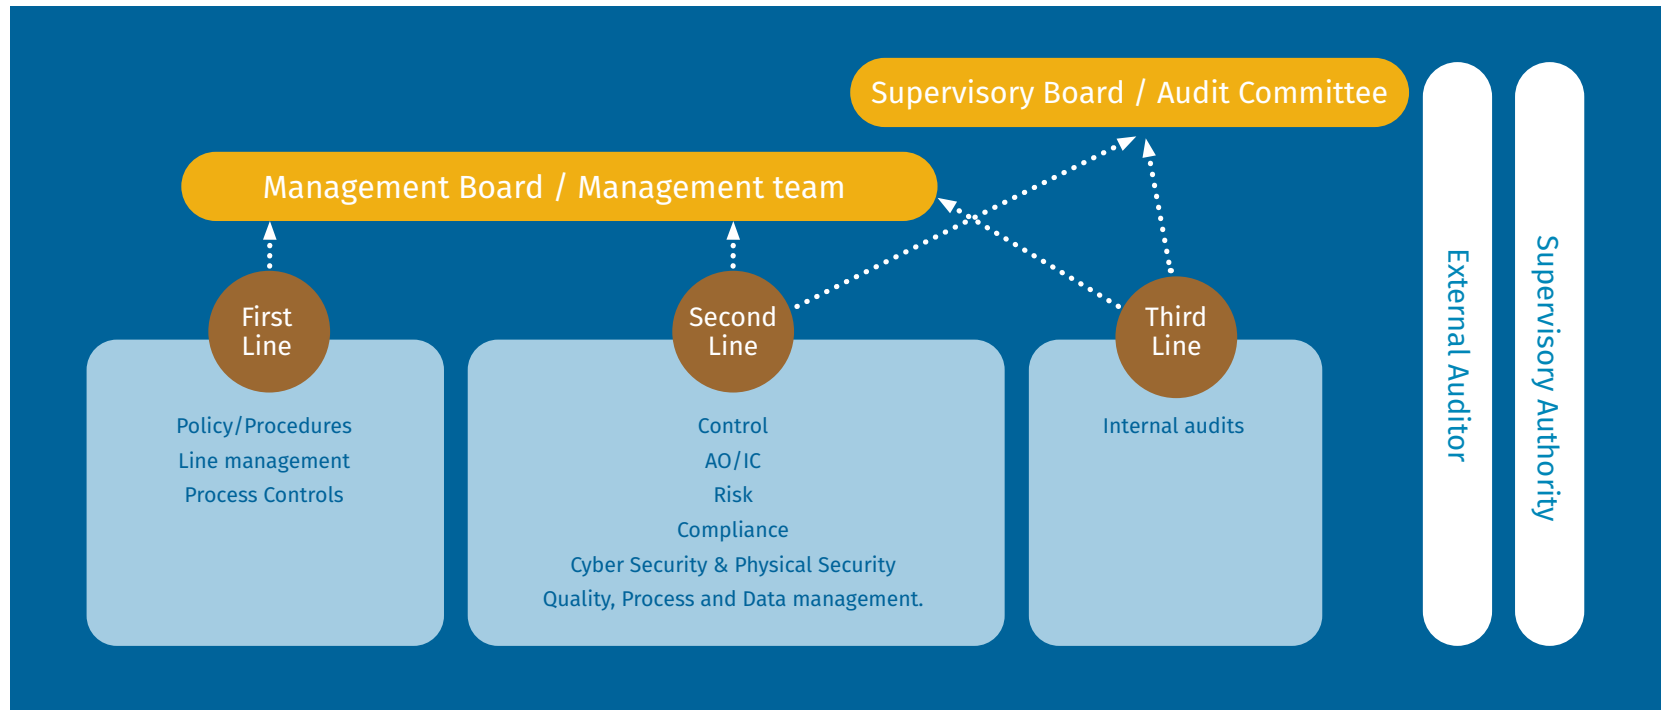 Supervisory Board / Audit Committee
Management Board / Management team
First
Line
Policy/Procedures
Line management
Process Controls
Second
Line
Control
AO/IC
Risk
Compliance
Cyber Security & Physical Security
Quality, Process and Data management.
Third
Line
Internal audits
External Auditor
Supervisory Authority